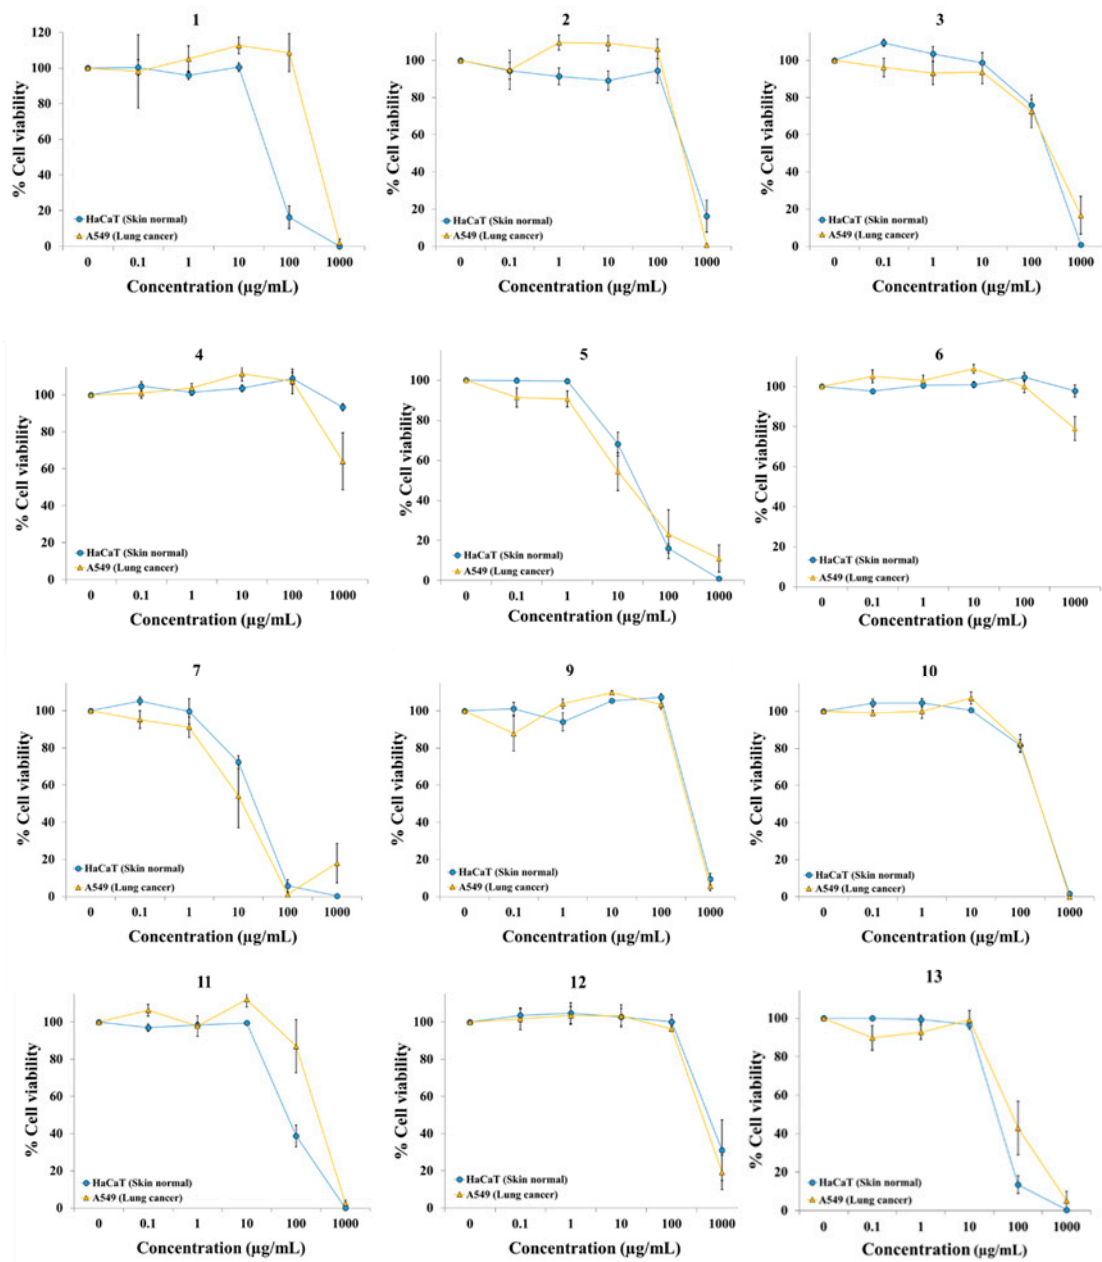 1
120
100
80
60
40
20
0
% Cell viability
HaCaT (Skin normal)
A549 (Lung cancer)
0 0.1 1 10 100 1000
Concentration (µg/mL)
2
100
80
60
40
20
0
% Cell viability
HaCaT (Skin normal)
A549 (Lung cancer)
0 0.1 1 10 100 1000
Concentration (µg/mL)
3
100
80
60
40
20
0
% Cell viability
HaCaT (Skin normal)
A549 (Lung cancer)
0 0.1 1 10 100 1000
Concentration (µg/mL)
4
100
80
60
40
20
0
% Cell viability
HaCaT (Skin normal)
A549 (Lung cancer)
0 0.1 1 10 100 1000
Concentration (µg/mL)
5
100
80
60
40
20
0
% Cell viability
HaCaT (Skin normal)
A549 (Lung cancer)
0 0.1 1 10 100 1000
Concentration (µg/mL)
6
100
80
60
40
20
0
% Cell viability
HaCaT (Skin normal)
A549 (Lung cancer)
0 0.1 1 10 100 1000
Concentration (µg/mL)
7
100
80
60
40
20
0
% Cell viability
HaCaT (Skin normal)
A549 (Lung cancer)
0 0.1 1 10 100 1000
Concentration (µg/mL)
9
100
80
60
40
20
0
% Cell viability
HaCaT (Skin normal)
A549 (Lung cancer)
0 0.1 1 10 100 1000
Concentration (µg/mL)
10
100
80
60
40
20
0
% Cell viability
HaCaT (Skin normal)
A549 (Lung cancer)
0 0.1 1 10 100 1000
Concentration (µg/mL)
11
100
80
60
40
20
0
% Cell viability
HaCaT (Skin normal)
A549 (Lung cancer)
0 0.1 1 10 100 1000
Concentration (µg/mL)
12
100
80
60
40
20
0
% Cell viability
HaCaT (Skin normal)
A549 (Lung cancer)
0 0.1 1 10 100 1000
Concentration (µg/mL)
13
100
80
60
40
20
0
% Cell viability
HaCaT (Skin normal)
A549 (Lung cancer)
0 0.1 1 10 100 1000
Concentration (µg/mL)